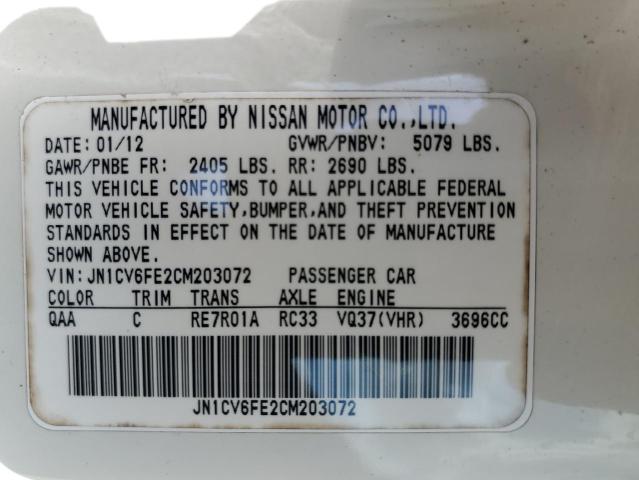 MANUFACTURED BY NISSAN MOTOR CO.,LTD.
DATE: 01/12 GVWR/PNBV: 5079 LBS.
GAWR/PNBE FR: 2405 LBS. RR: 2690 LBS.
THIS VEHICLE CONFORMS TO ALL APPLICABLE FEDERAL
MOTOR VEHICLE SAFETY,BUMPER,AND THEFT PREVENTION
STANDARDS IN EFFECT ON THE DATE OF MANUFACTURE
SHOWN ABOVE.
VIN:JN1CV6FE2CM203072 PASSENGER CAR
COLOR TRIM TRANS AXLE ENGINE
QAA C RE7R01A RC33 VQ37(VHR) 3696CC
JN1CV6FE2CM203072